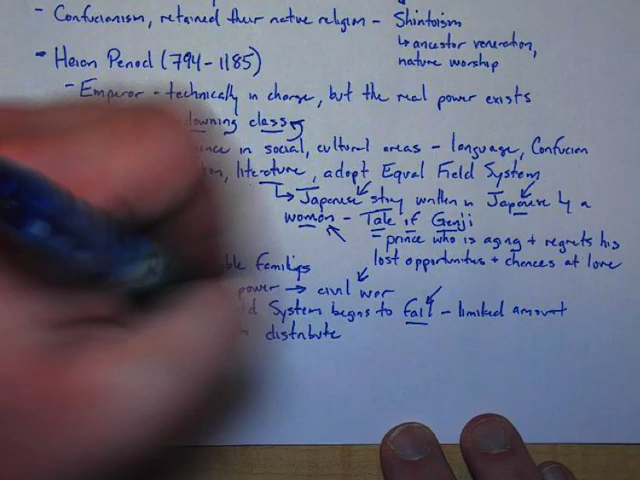 - Confucianism, retained their native religion - Shintoism
↳ ancestor veneration,
nature worship
- Heian Period (794-1185)
- Emperor - technically in charge, but the real power exists
downing class
in social, cultural areas - language, Confucian
literature, adopt Equal Field System
↳ Japanese story written in Japanese by a
woman - Tale of Genji
= prince who is aging + regrets his
lost opportunities + chances at love
families
power → civil war
System begins to fail - limited amount
distribute